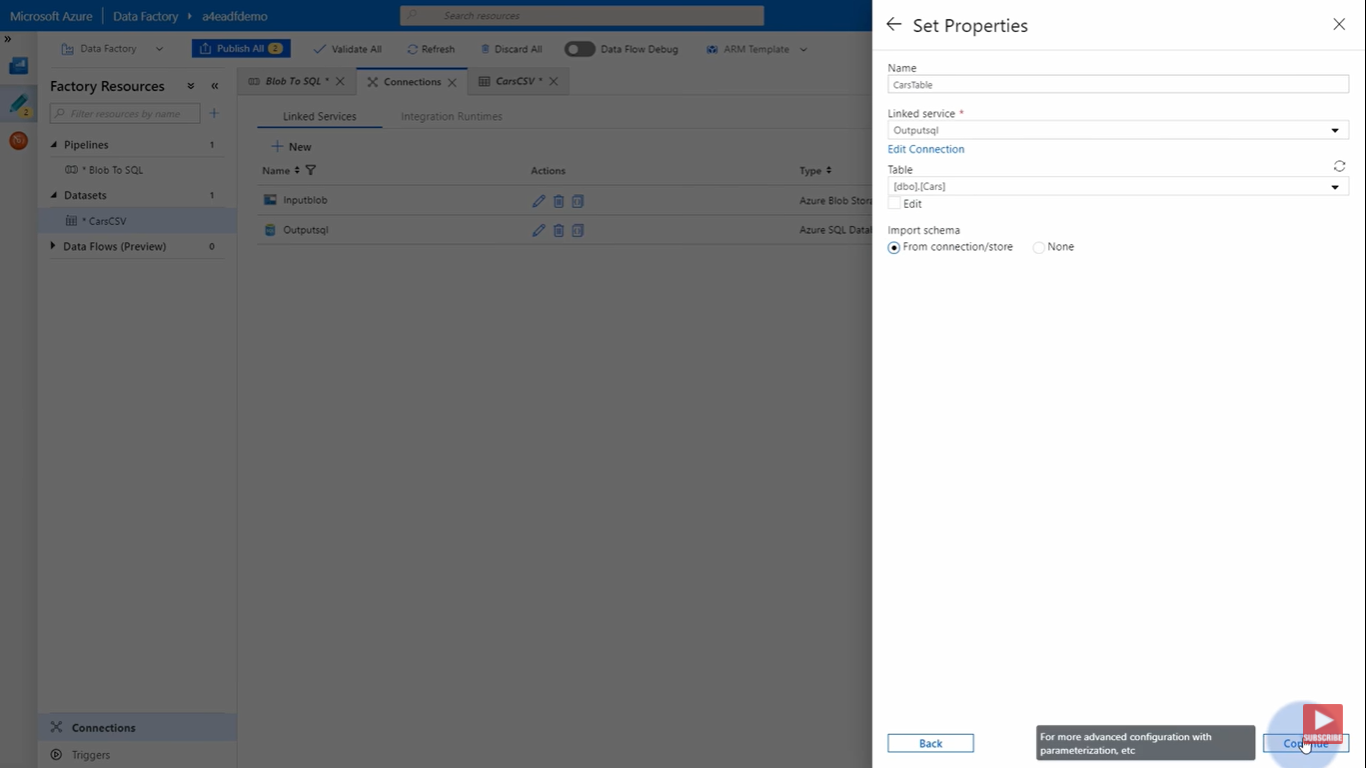 Microsoft Azure
Data Factory
a4eadfdemo
Search resources
Data Factory
Publish All 2
Validate All
Refresh
Discard All
Data Flow Debug
ARM Template
Factory Resources
Filter resources by name
Pipelines 1
* Blob To SQL
Datasets 1
* CarsCSV
Data Flows (Preview) 0
Connections
Triggers
2
Blob To SQL *
Connections
CarsCSV *
Linked Services
Integration Runtimes
New
Name
Actions
Type
Inputblob
Azure Blob Stora
Outputsql
Azure SQL Datal
Set Properties
Name
CarsTable
Linked service *
Outputsql
Edit Connection
Table
[dbo].[Cars]
Edit
Import schema
From connection/store
None
Back
For more advanced configuration with
parameterization, etc
Continue
SUBSCRIBE